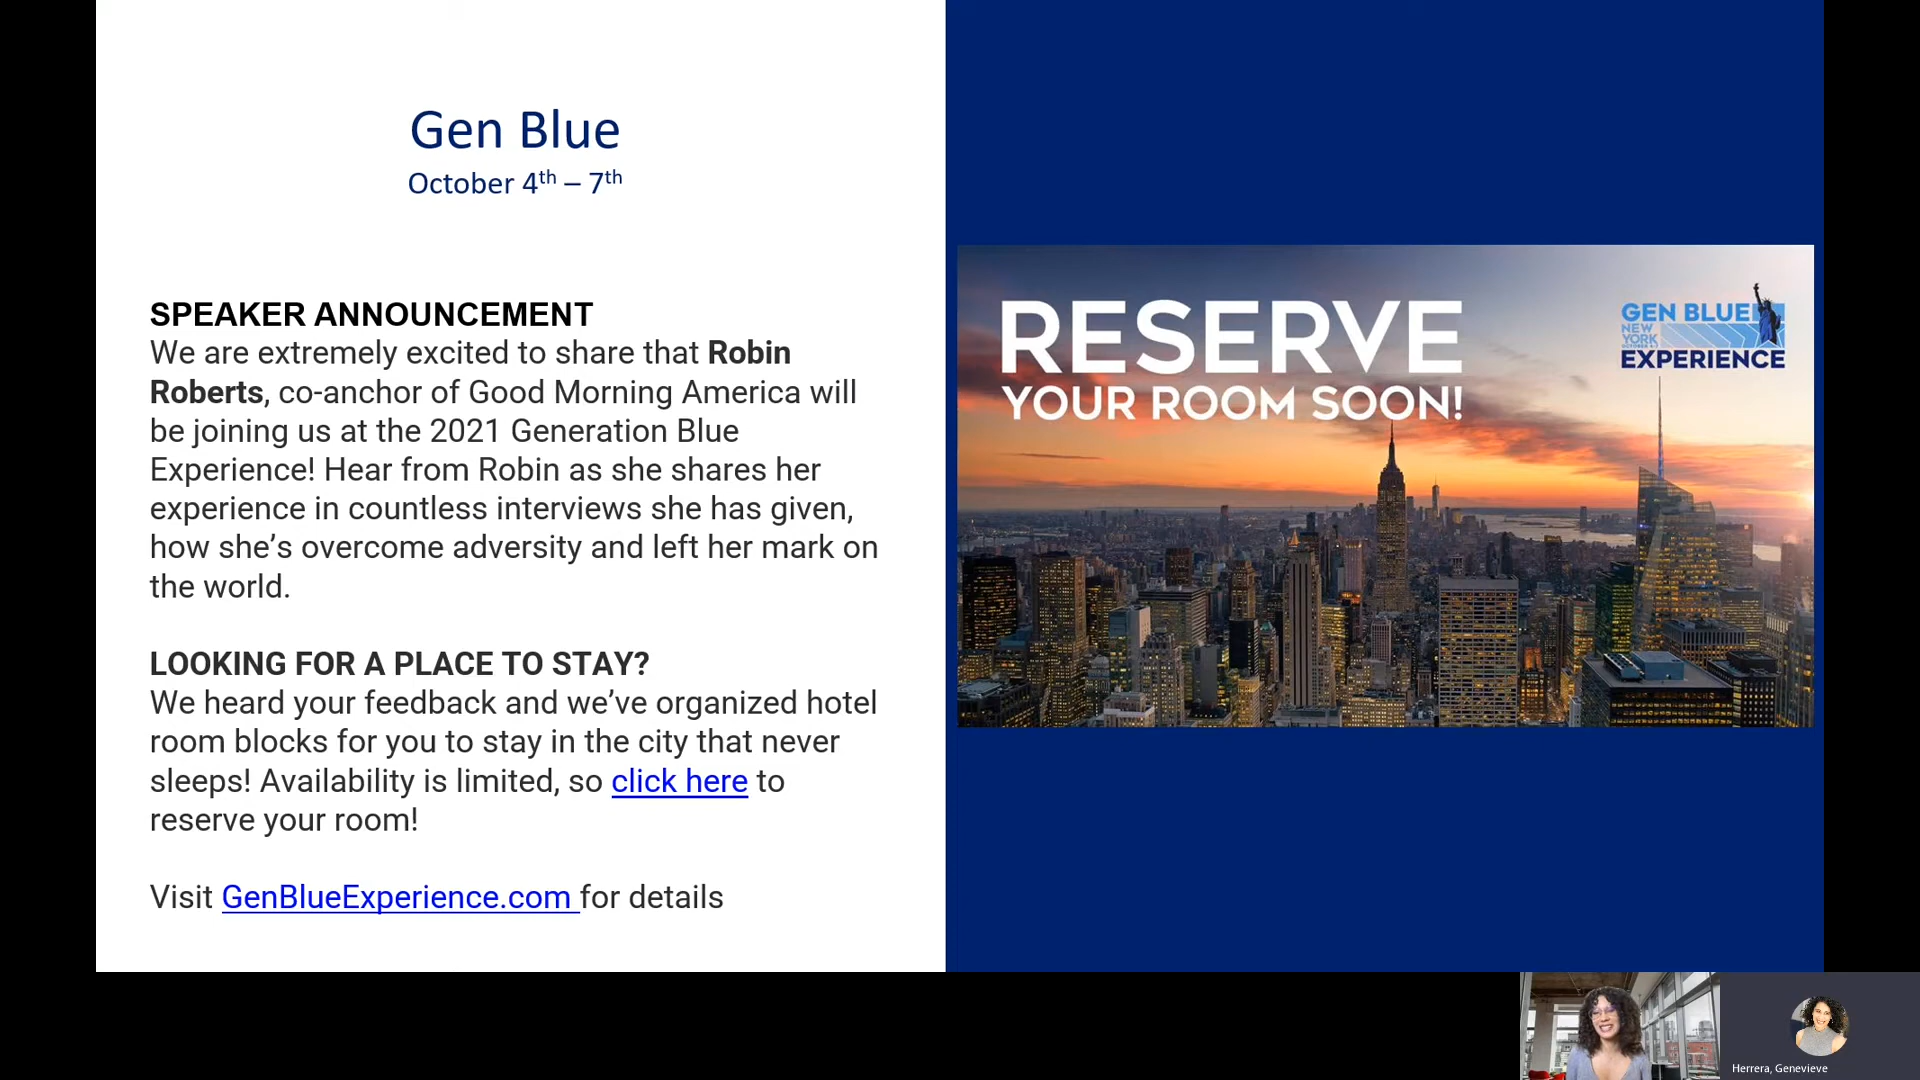 Gen Blue
October 4th – 7th
SPEAKER ANNOUNCEMENT
We are extremely excited to share that Robin
Roberts, co-anchor of Good Morning America will
be joining us at the 2021 Generation Blue
Experience! Hear from Robin as she shares her
experience in countless interviews she has given,
how she’s overcome adversity and left her mark on
the world.
LOOKING FOR A PLACE TO STAY?
We heard your feedback and we’ve organized hotel
room blocks for you to stay in the city that never
sleeps! Availability is limited, so click here to
reserve your room!
Visit GenBlueExperience.com for details
RESERVE
YOUR ROOM SOON!
GEN BLUE
NEW
YORK
EXPERIENCE
Herrera, Genevieve